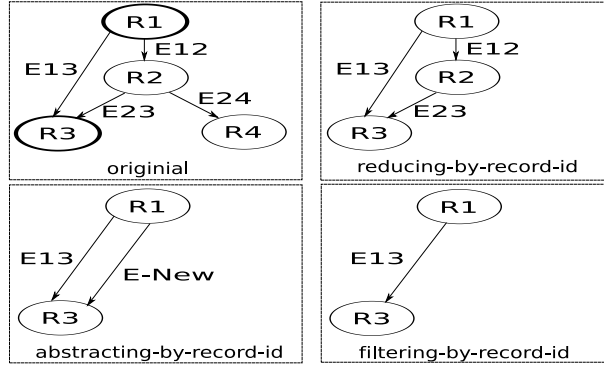 R1
E12
E13
R2
E23
E24
R3
R4
originial
R1
E12
E13
R2
E23
R3
reducing-by-record-id
R1
E13
E-New
R3
abstracting-by-record-id
R1
E13
R3
filtering-by-record-id